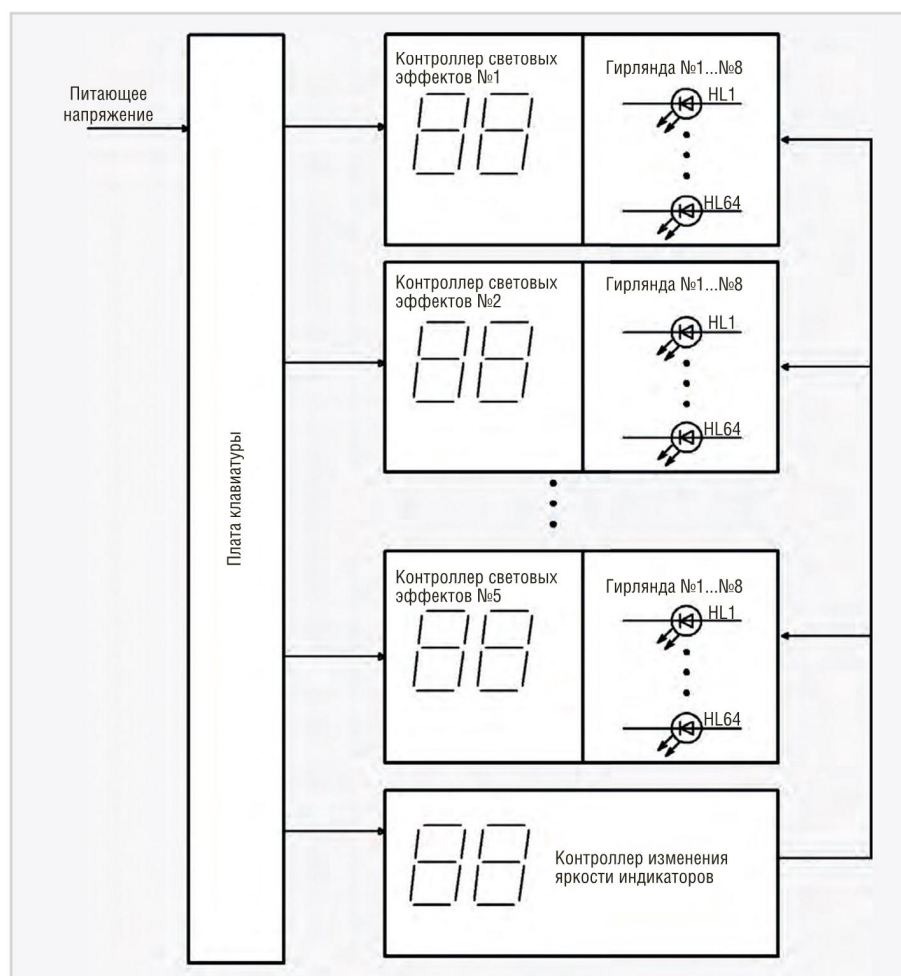 Питающее
напряжение
Плата клавиатуры
Контроллер световых
эффектов №1
Гирлянда №1...№8
HL1
HL64
Контроллер световых
эффектов №2
Гирлянда №1...№8
HL1
HL64
Контроллер световых
эффектов №5
Гирлянда №1...№8
HL1
HL64
Контроллер изменения
яркости индикаторов